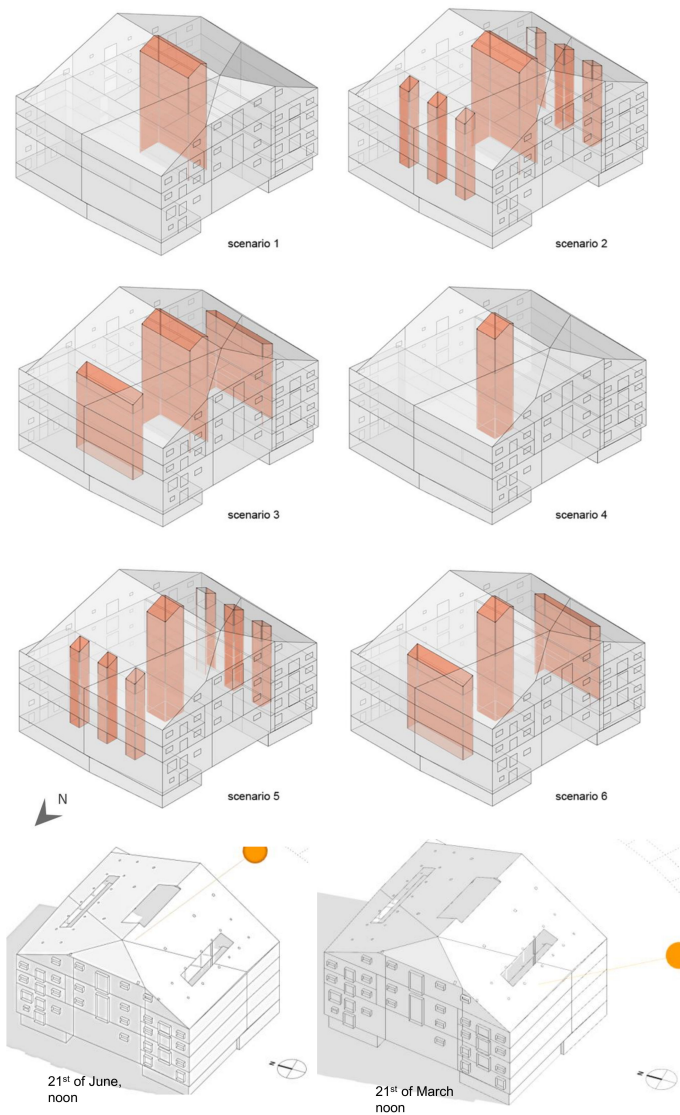 scenario 1
scenario 2
scenario 3
scenario 4
scenario 5
scenario 6
N
21st of June,
noon
N
21st of March
noon
N